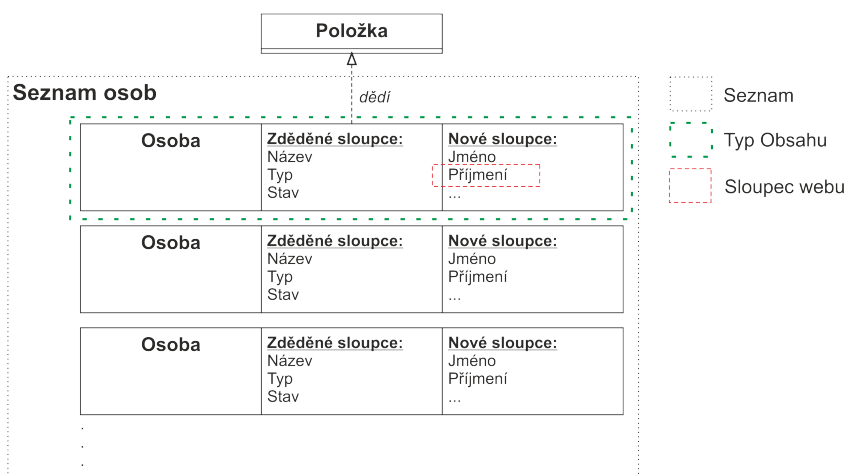 Položka
Seznam osob
dědí
Osoba
Zděděné sloupce:
Název
Typ
Stav
Nové sloupce:
Jméno
Příjmení
...
Osoba
Zděděné sloupce:
Název
Typ
Stav
Nové sloupce:
Jméno
Příjmení
...
Osoba
Zděděné sloupce:
Název
Typ
Stav
Nové sloupce:
Jméno
Příjmení
...
.
.
.
Seznam
Typ Obsahu
Sloupec webu